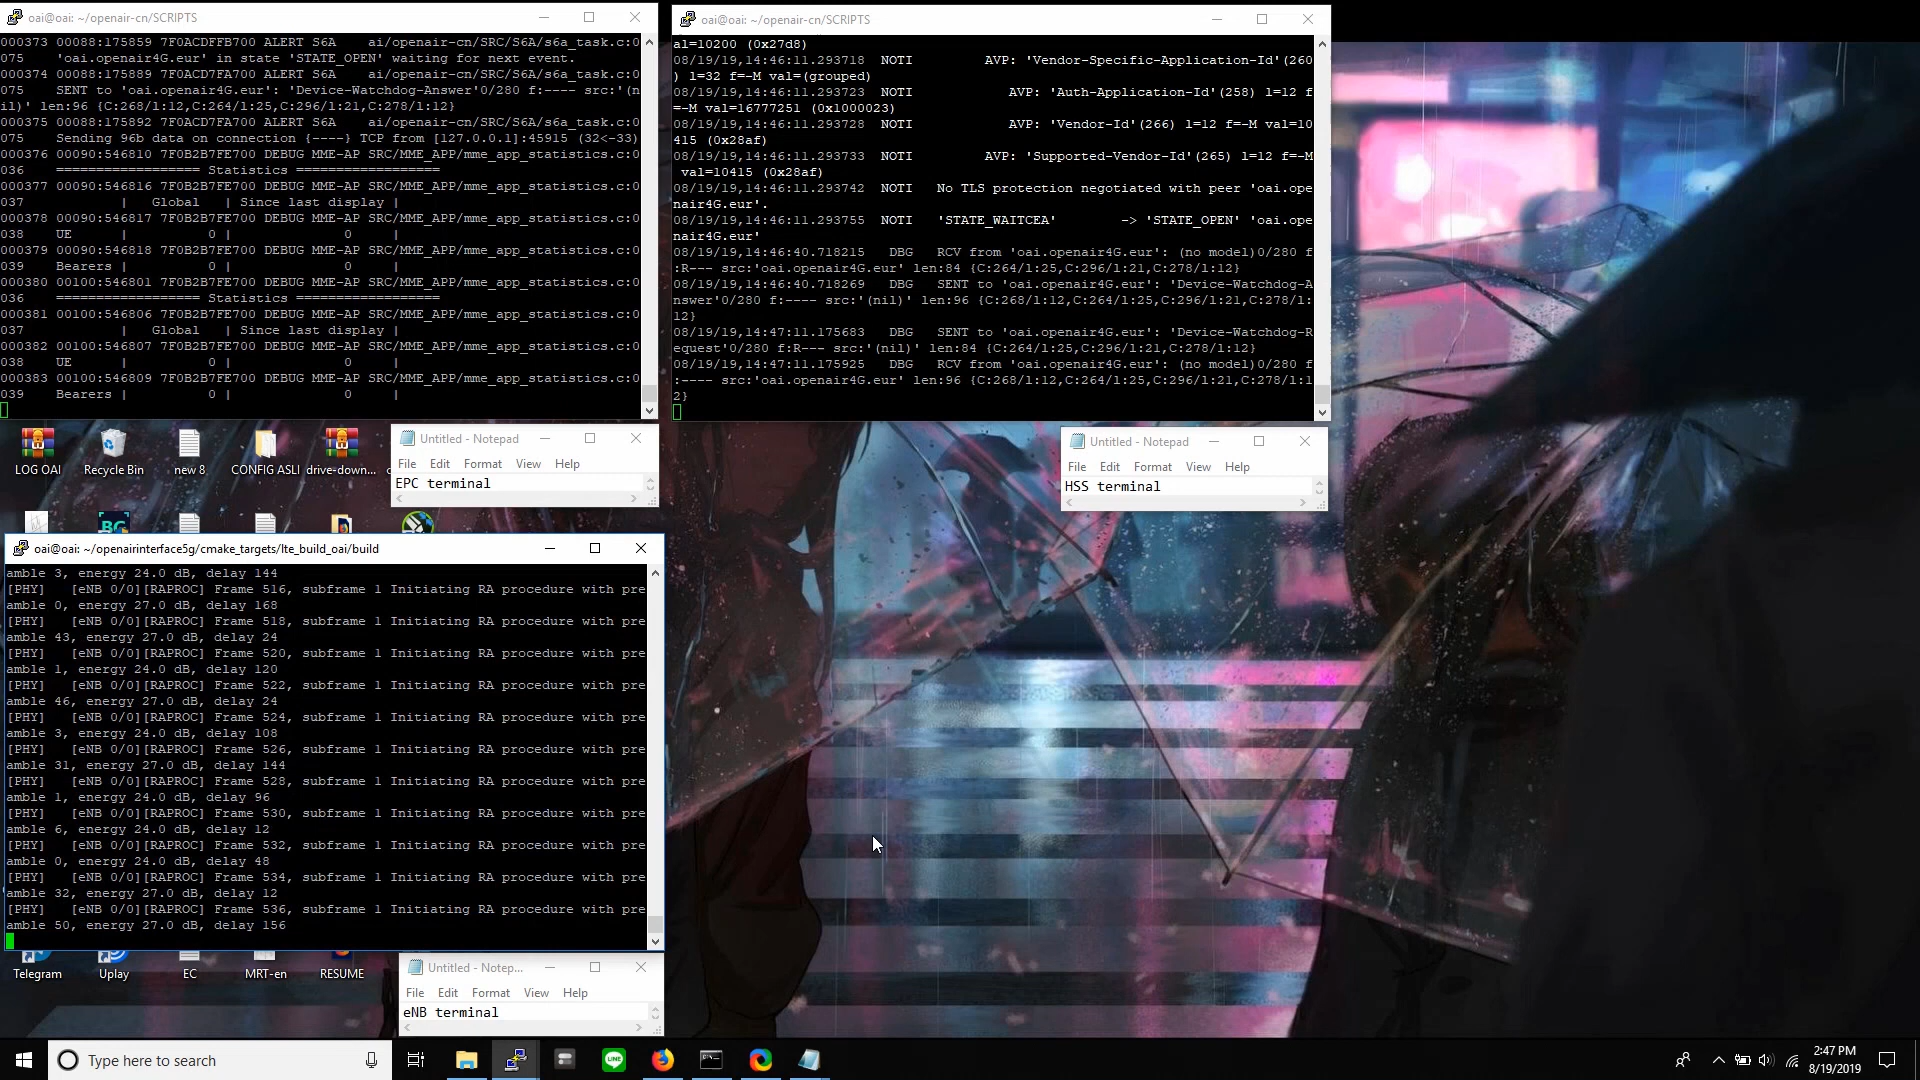 oai@oai: ~/openair-cn/SCRIPTS
000373 00088:175859 7F0ACDFFB700 ALERT S6A    ai/openair-cn/SRC/S6A/s6a_task.c:0
075   'oai.openair4G.eur' in state 'STATE_OPEN' waiting for next event.
000374 00088:175889 7F0ACD7FA700 ALERT S6A    ai/openair-cn/SRC/S6A/s6a_task.c:0
075   SENT to 'oai.openair4G.eur': 'Device-Watchdog-Answer'0/280 f:---- src:'(n
il)' len:96 {C:268/l:12,C:264/l:25,C:296/l:21,C:278/l:12}
000375 00088:175892 7F0ACD7FA700 ALERT S6A    ai/openair-cn/SRC/S6A/s6a_task.c:0
075   Sending 96b data on connection {----} TCP from [127.0.0.1]:45915 (32<-33)
000376 00090:546810 7F0B2B7FE700 DEBUG MME-AP SRC/MME_APP/mme_app_statistics.c:0
036   ================== Statistics ==================
000377 00090:546816 7F0B2B7FE700 DEBUG MME-AP SRC/MME_APP/mme_app_statistics.c:0
037           |   Global   | Since last display |
000378 00090:546817 7F0B2B7FE700 DEBUG MME-AP SRC/MME_APP/mme_app_statistics.c:0
038   UE      |          0 |              0     |
000379 00090:546818 7F0B2B7FE700 DEBUG MME-AP SRC/MME_APP/mme_app_statistics.c:0
039   Bearers |          0 |              0     |
000380 00100:546801 7F0B2B7FE700 DEBUG MME-AP SRC/MME_APP/mme_app_statistics.c:0
036   ================== Statistics ==================
000381 00100:546806 7F0B2B7FE700 DEBUG MME-AP SRC/MME_APP/mme_app_statistics.c:0
037           |   Global   | Since last display |
000382 00100:546807 7F0B2B7FE700 DEBUG MME-AP SRC/MME_APP/mme_app_statistics.c:0
038   UE      |          0 |              0     |
000383 00100:546809 7F0B2B7FE700 DEBUG MME-AP SRC/MME_APP/mme_app_statistics.c:0
039   Bearers |          0 |              0     |
oai@oai: ~/openair-cn/SCRIPTS
al=10200 (0x27d8)
08/19/19,14:46:11.293718  NOTI         AVP: 'Vendor-Specific-Application-Id'(260
) l=32 f=-M val=(grouped)
08/19/19,14:46:11.293723  NOTI            AVP: 'Auth-Application-Id'(258) l=12 f
=-M val=16777251 (0x1000023)
08/19/19,14:46:11.293728  NOTI            AVP: 'Vendor-Id'(266) l=12 f=-M val=10
415 (0x28af)
08/19/19,14:46:11.293733  NOTI         AVP: 'Supported-Vendor-Id'(265) l=12 f=-M
 val=10415 (0x28af)
08/19/19,14:46:11.293742  NOTI   No TLS protection negotiated with peer 'oai.ope
nair4G.eur'.
08/19/19,14:46:11.293755  NOTI   'STATE_WAITCEA'        -> 'STATE_OPEN' 'oai.ope
nair4G.eur'
08/19/19,14:46:40.718215   DBG   RCV from 'oai.openair4G.eur': (no model)0/280 f
:R--- src:'oai.openair4G.eur' len:84 {C:264/l:25,C:296/l:21,C:278/l:12}
08/19/19,14:46:40.718269   DBG   SENT to 'oai.openair4G.eur': 'Device-Watchdog-A
nswer'0/280 f:---- src:'(nil)' len:96 {C:268/l:12,C:264/l:25,C:296/l:21,C:278/l:
12}
08/19/19,14:47:11.175683   DBG   SENT to 'oai.openair4G.eur': 'Device-Watchdog-R
equest'0/280 f:R--- src:'(nil)' len:84 {C:264/l:25,C:296/l:21,C:278/l:12}
08/19/19,14:47:11.175925   DBG   RCV from 'oai.openair4G.eur': (no model)0/280 f
:---- src:'oai.openair4G.eur' len:96 {C:268/l:12,C:264/l:25,C:296/l:21,C:278/l:1
2}
LOG OAI
Recycle Bin
new 8
CONFIG ASLI
drive-down...
Untitled - Notepad
File Edit Format View Help
EPC terminal
Untitled - Notepad
File Edit Format View Help
HSS terminal
BG
oai@oai: ~/openairinterface5g/cmake_targets/lte_build_oai/build
amble 3, energy 24.0 dB, delay 144
[PHY]   [eNB 0/0][RAPROC] Frame 516, subframe 1 Initiating RA procedure with pre
amble 0, energy 27.0 dB, delay 168
[PHY]   [eNB 0/0][RAPROC] Frame 518, subframe 1 Initiating RA procedure with pre
amble 43, energy 27.0 dB, delay 24
[PHY]   [eNB 0/0][RAPROC] Frame 520, subframe 1 Initiating RA procedure with pre
amble 1, energy 24.0 dB, delay 120
[PHY]   [eNB 0/0][RAPROC] Frame 522, subframe 1 Initiating RA procedure with pre
amble 46, energy 27.0 dB, delay 24
[PHY]   [eNB 0/0][RAPROC] Frame 524, subframe 1 Initiating RA procedure with pre
amble 3, energy 24.0 dB, delay 108
[PHY]   [eNB 0/0][RAPROC] Frame 526, subframe 1 Initiating RA procedure with pre
amble 31, energy 27.0 dB, delay 144
[PHY]   [eNB 0/0][RAPROC] Frame 528, subframe 1 Initiating RA procedure with pre
amble 1, energy 24.0 dB, delay 96
[PHY]   [eNB 0/0][RAPROC] Frame 530, subframe 1 Initiating RA procedure with pre
amble 6, energy 24.0 dB, delay 12
[PHY]   [eNB 0/0][RAPROC] Frame 532, subframe 1 Initiating RA procedure with pre
amble 0, energy 24.0 dB, delay 48
[PHY]   [eNB 0/0][RAPROC] Frame 534, subframe 1 Initiating RA procedure with pre
amble 32, energy 27.0 dB, delay 12
[PHY]   [eNB 0/0][RAPROC] Frame 536, subframe 1 Initiating RA procedure with pre
amble 50, energy 27.0 dB, delay 156
Telegram
Uplay
EC
MRT-en
RESUME
Untitled - Notep...
File Edit Format View Help
eNB terminal
Type here to search
LINE
2:47 PM
8/19/2019